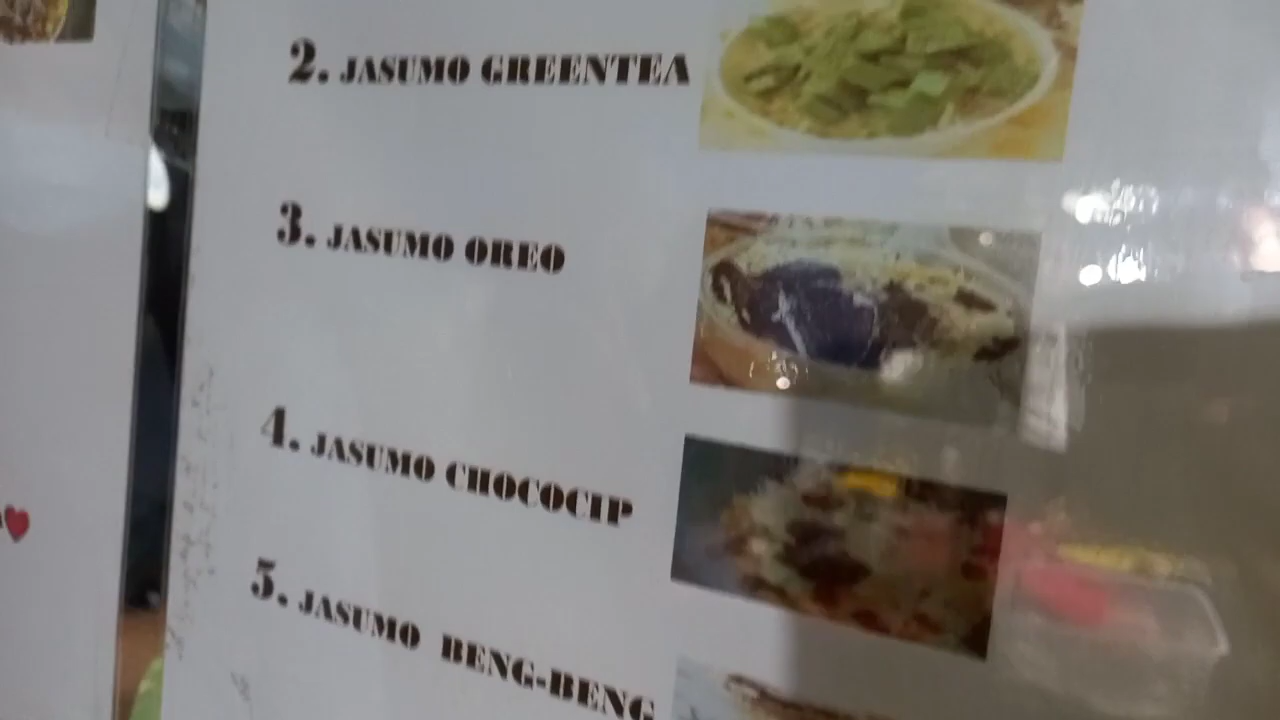 2. JASUMO GREENTEA
3. JASUMO OREO
4. JASUMO CHOCOCIP
5. JASUMO BENG-BENG